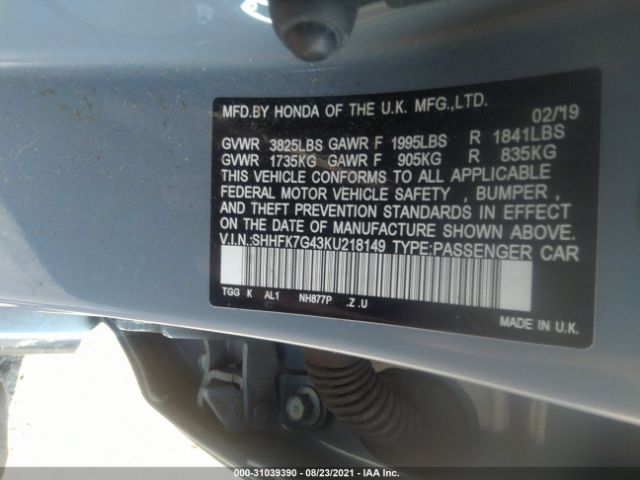 MFD.BY HONDA OF THE U.K. MFG.,LTD. 02/'19
GVWR 3825LBS GAWR F 1995LBS R 1841LBS
GVWR 1735KG GAWR F 905KG R 835KG
THIS VEHICLE CONFORMS TO ALL APPLICABLE
FEDERAL MOTOR VEHICLE SAFETY , BUMPER ,
AND THEFT PREVENTION STANDARDS IN EFFECT
ON THE DATE OF MANUFACTURE SHOWN ABOVE.
V.I.N.:SHHFK7G43KU218149 TYPE:PASSENGER CAR
TGG K AL1 NH877P .Z .U
MADE IN U.K.
000-31039390 - 08/23/2021 - IAA Inc.